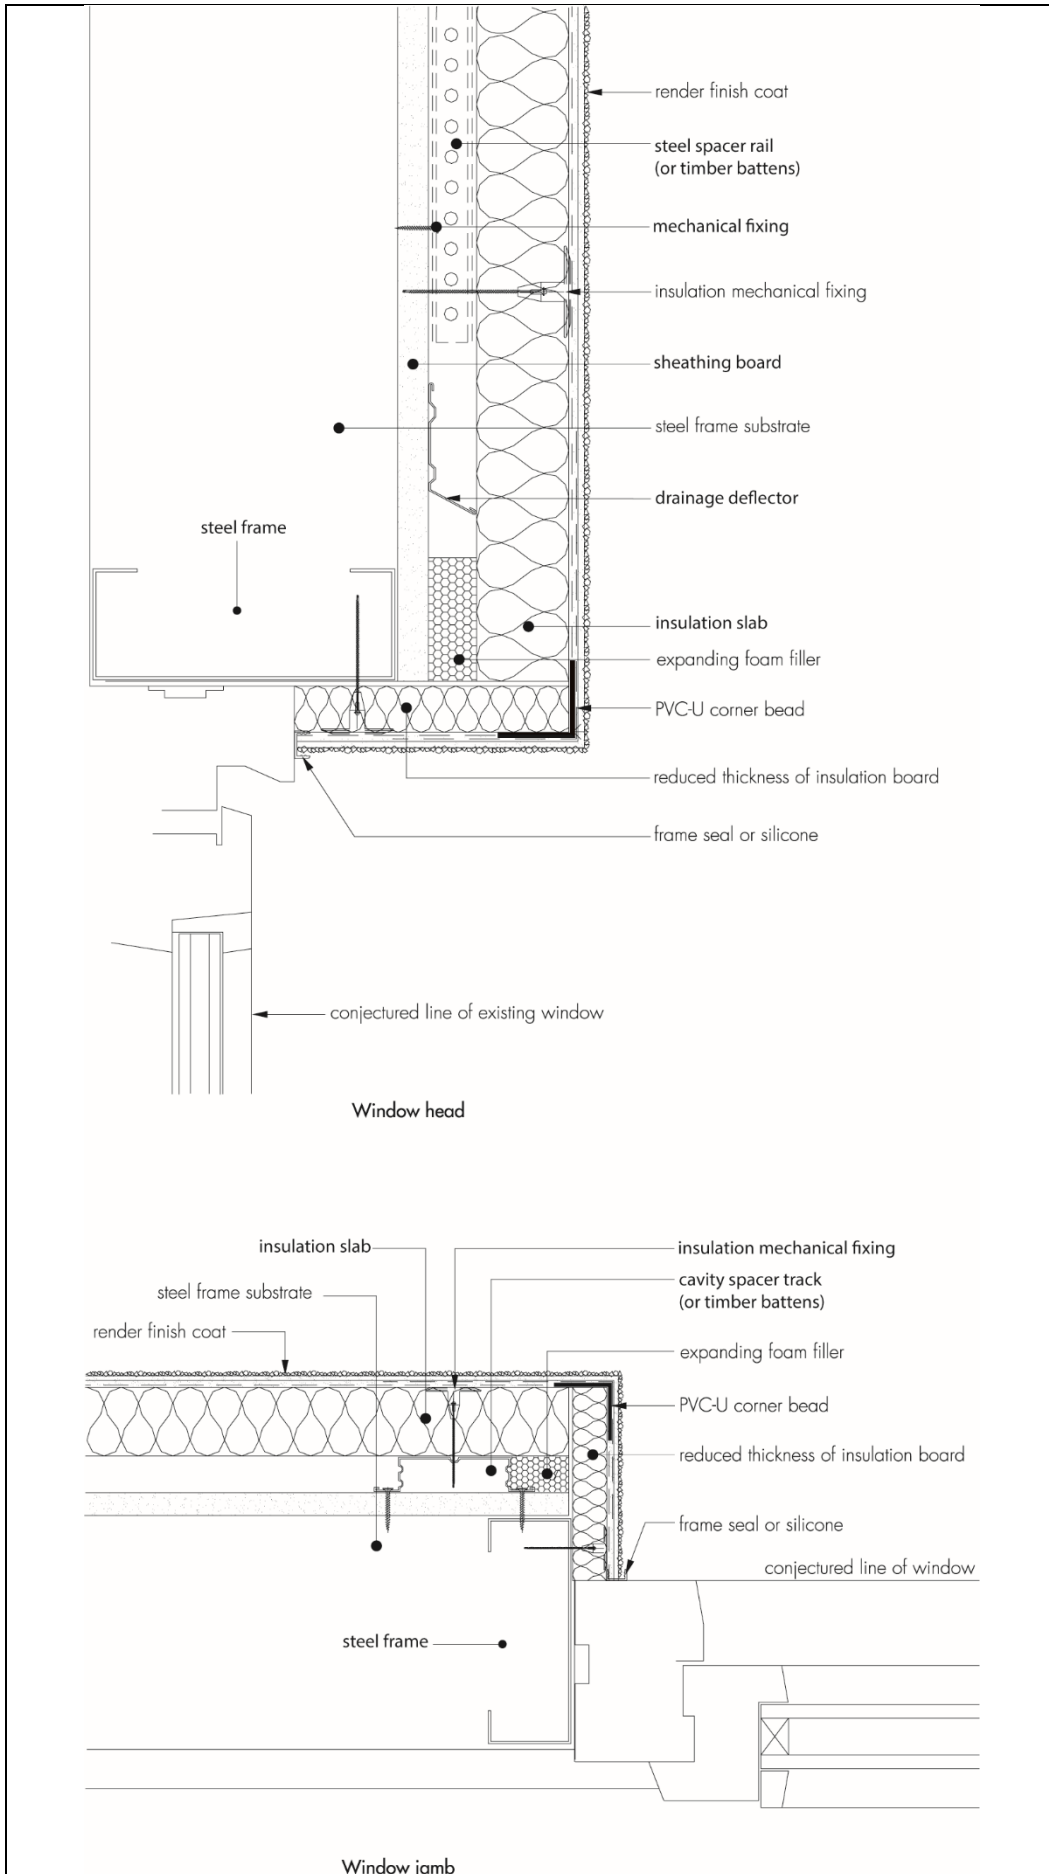 render finish coat
steel spacer rail
(or timber battens)
mechanical fixing
insulation mechanical fixing
sheathing board
steel frame substrate
drainage deflector
steel frame
insulation slab
expanding foam filler
PVC-U corner bead
reduced thickness of insulation board
frame seal or silicone
conjectured line of existing window
Window head
insulation slab
insulation mechanical fixing
cavity spacer track
(or timber battens)
steel frame substrate
render finish coat
expanding foam filler
PVC-U corner bead
reduced thickness of insulation board
frame seal or silicone
conjectured line of window
steel frame
Window jamb